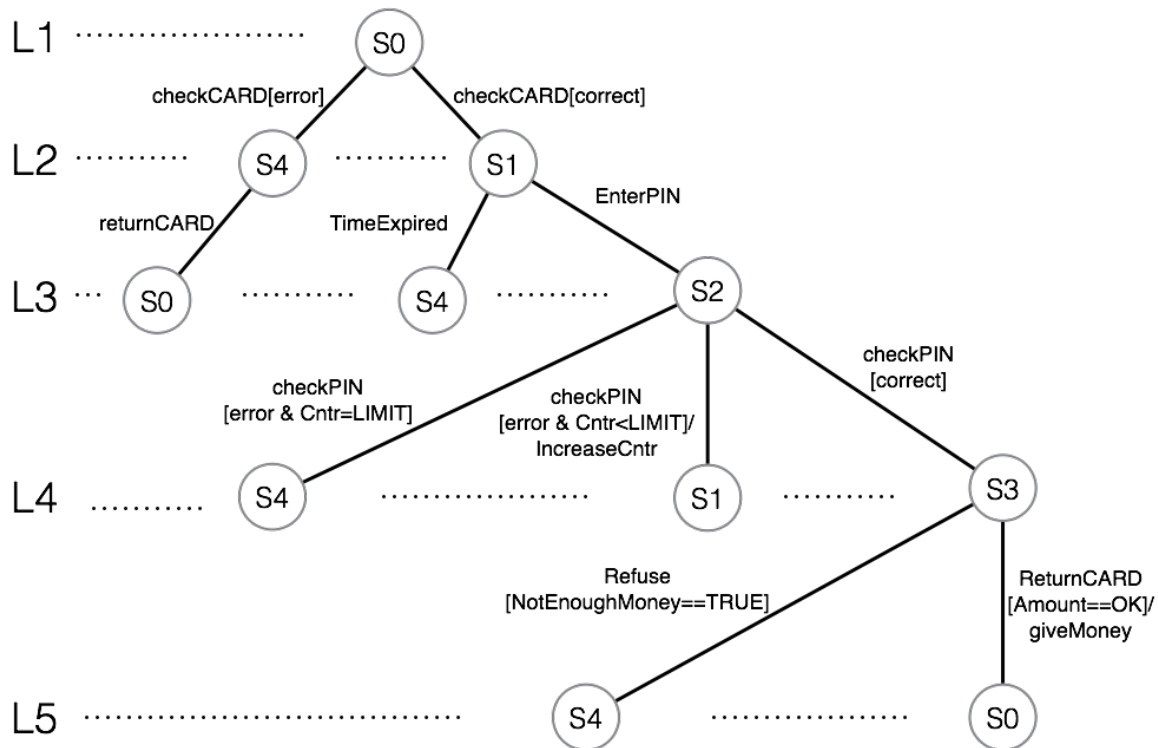 L1
S0
checkCARD[error]
checkCARD[correct]
L2
S4
S1
returnCARD
TimeExpired
EnterPIN
L3
S0
S4
S2
checkPIN
[error & Cntr=LIMIT]
checkPIN
[error & Cntr<LIMIT]/
IncreaseCntr
checkPIN
[correct]
L4
S4
S1
S3
Refuse
[NotEnoughMoney==TRUE]
ReturnCARD
[Amount==OK]/
giveMoney
L5
S4
S0